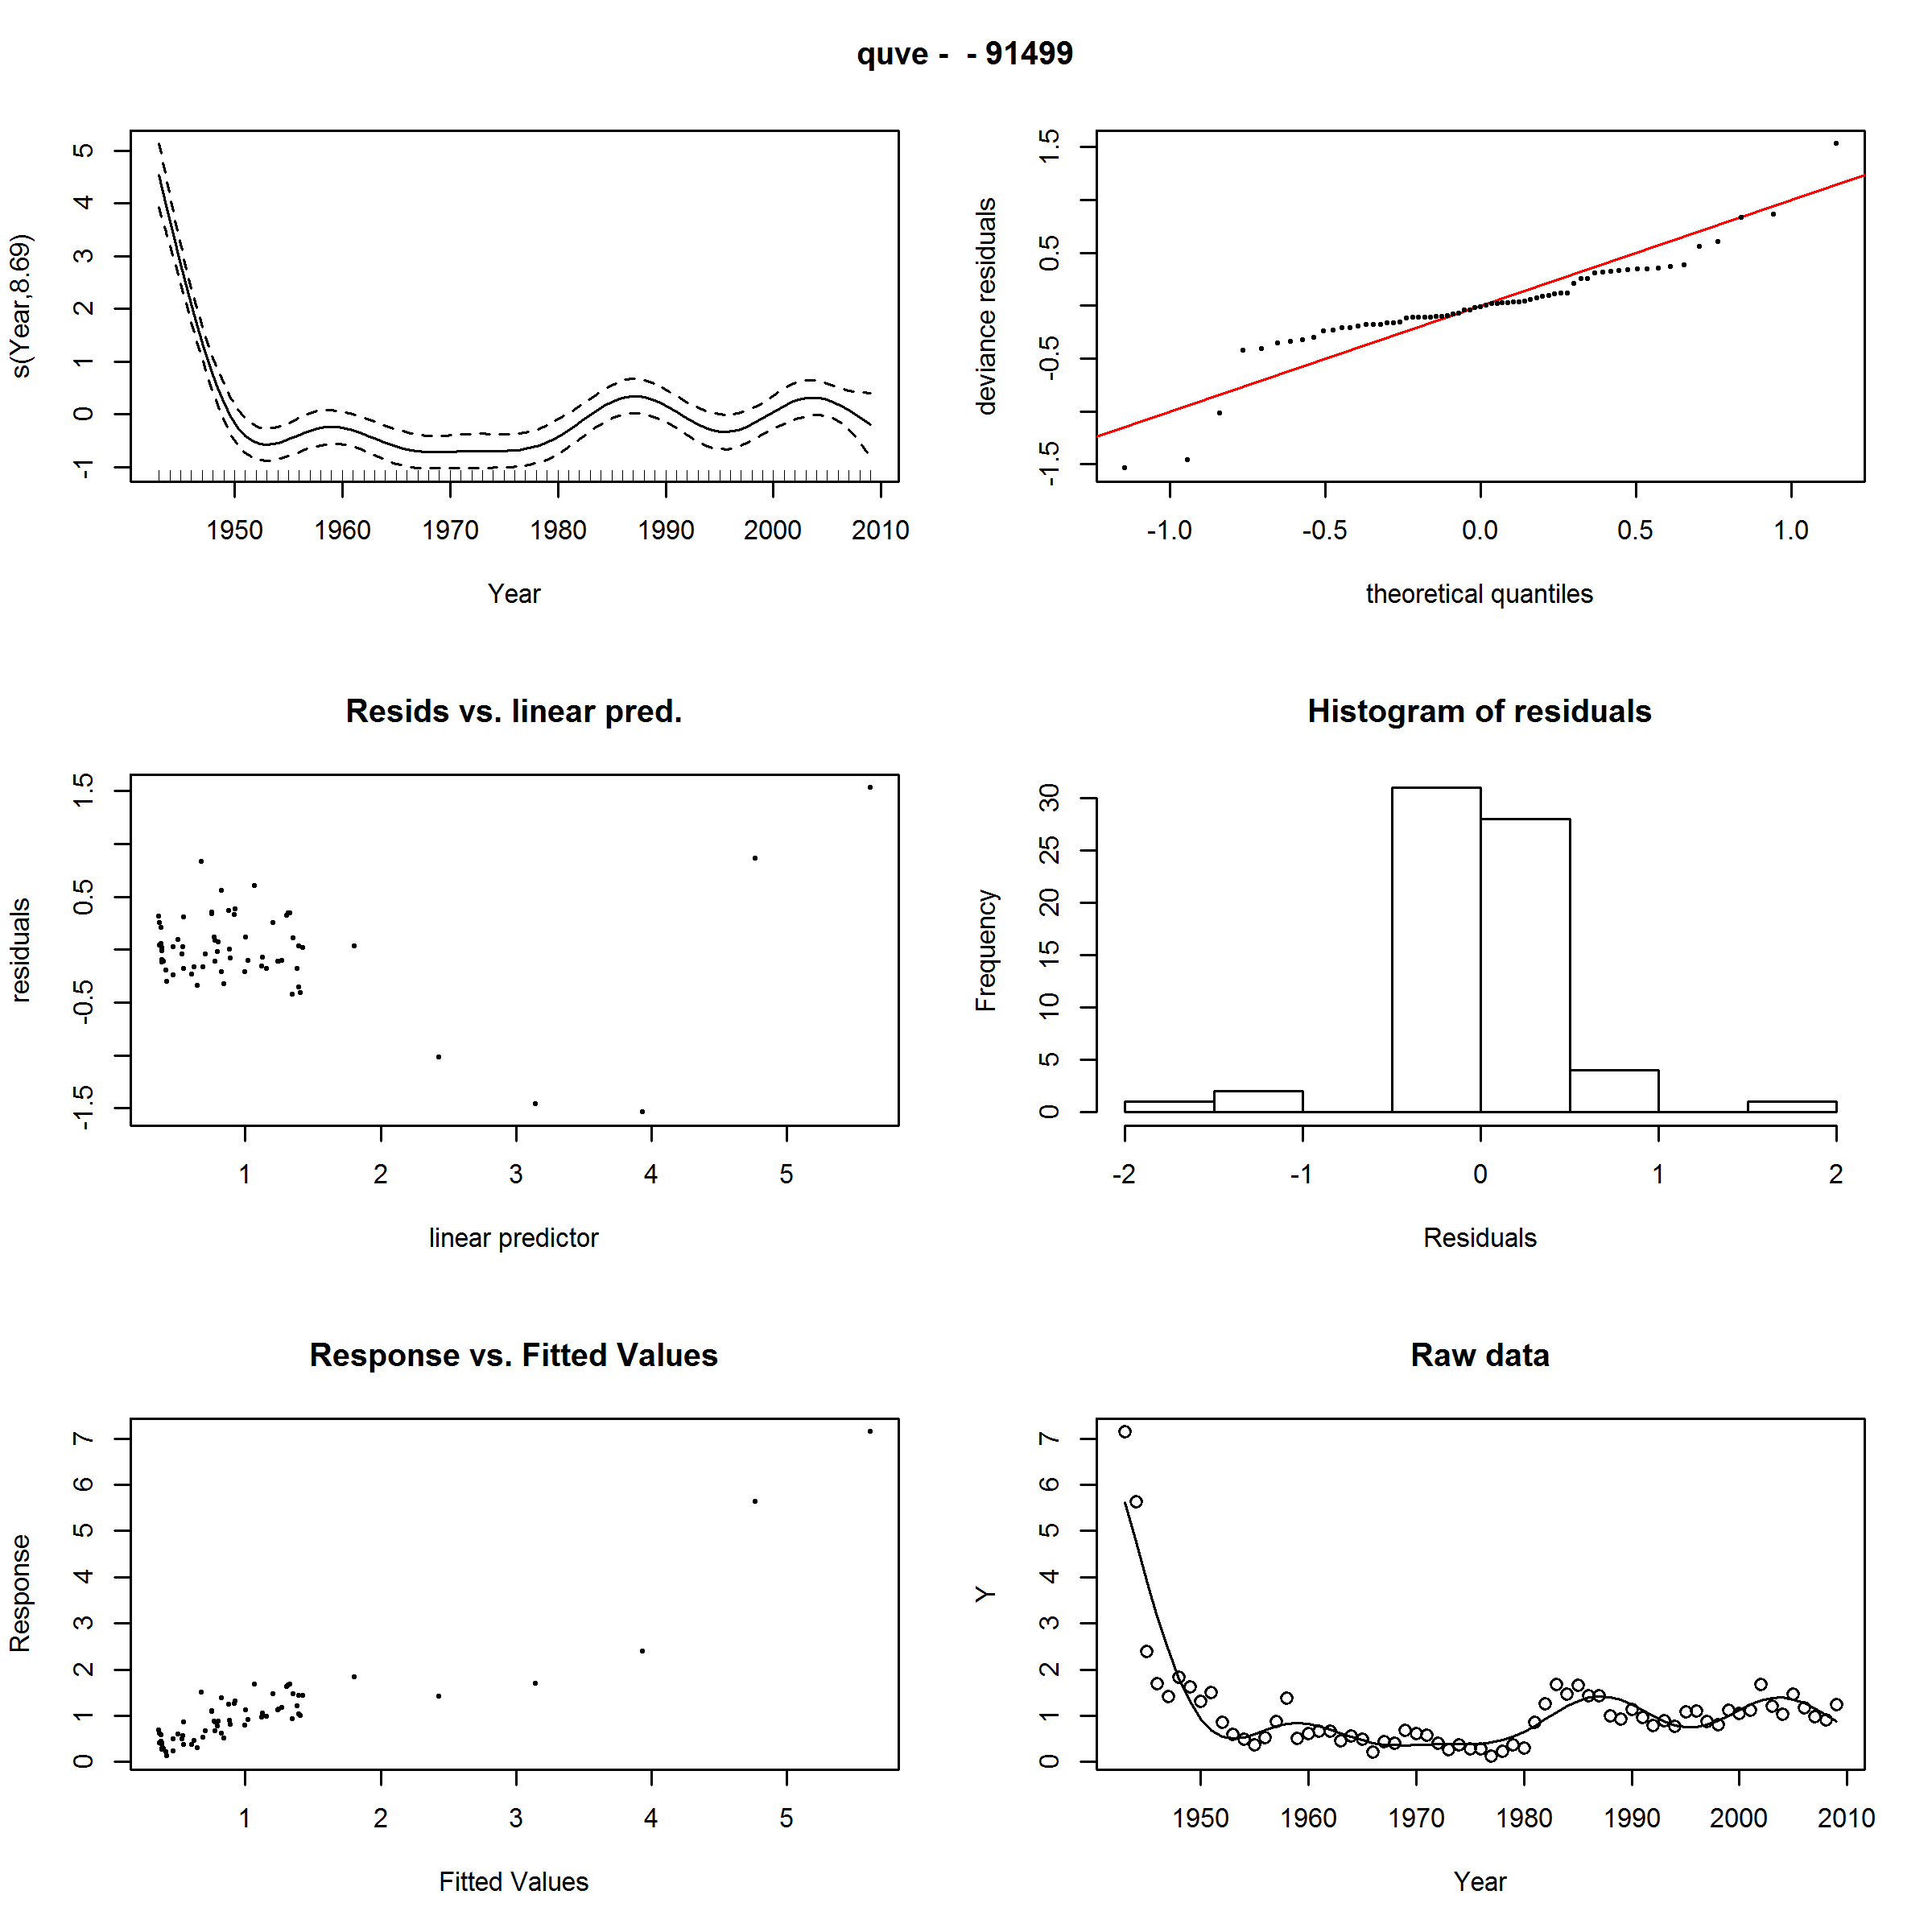 quve -  - 91499
s(Year,8.69)
5
4
3
2
1
0
-1
1950 1960 1970 1980 1990 2000 2010
Year
deviance residuals
1.5
0.5
-0.5
-1.5
-1.0 -0.5 0.0 0.5 1.0
theoretical quantiles
Resids vs. linear pred.
residuals
1.5
0.5
-0.5
-1.5
1 2 3 4 5
linear predictor
Histogram of residuals
Frequency
30
25
20
15
10
5
0
-2 -1 0 1 2
Residuals
Response vs. Fitted Values
Response
7
6
5
4
3
2
1
0
1 2 3 4 5
Fitted Values
Raw data
Y
7
6
5
4
3
2
1
0
1950 1960 1970 1980 1990 2000 2010
Year